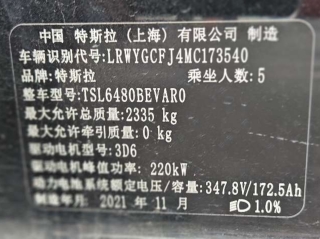 中国 特斯拉(上海)有限公司 制造
车辆识别代号:LRWYGCFJ4MC173540
品牌:特斯拉 乘坐人数:5
整车型号:TSL6480BEVAR0
最大允许总质量:2335 kg
最大允许牵引质量:0 kg
驱动电机型号:3D6
驱动电机峰值功率: 220kW
动力电池系统额定电压/容量:347.8V/172.5Ah
制造年月: 2021 年 11 月 1.0%